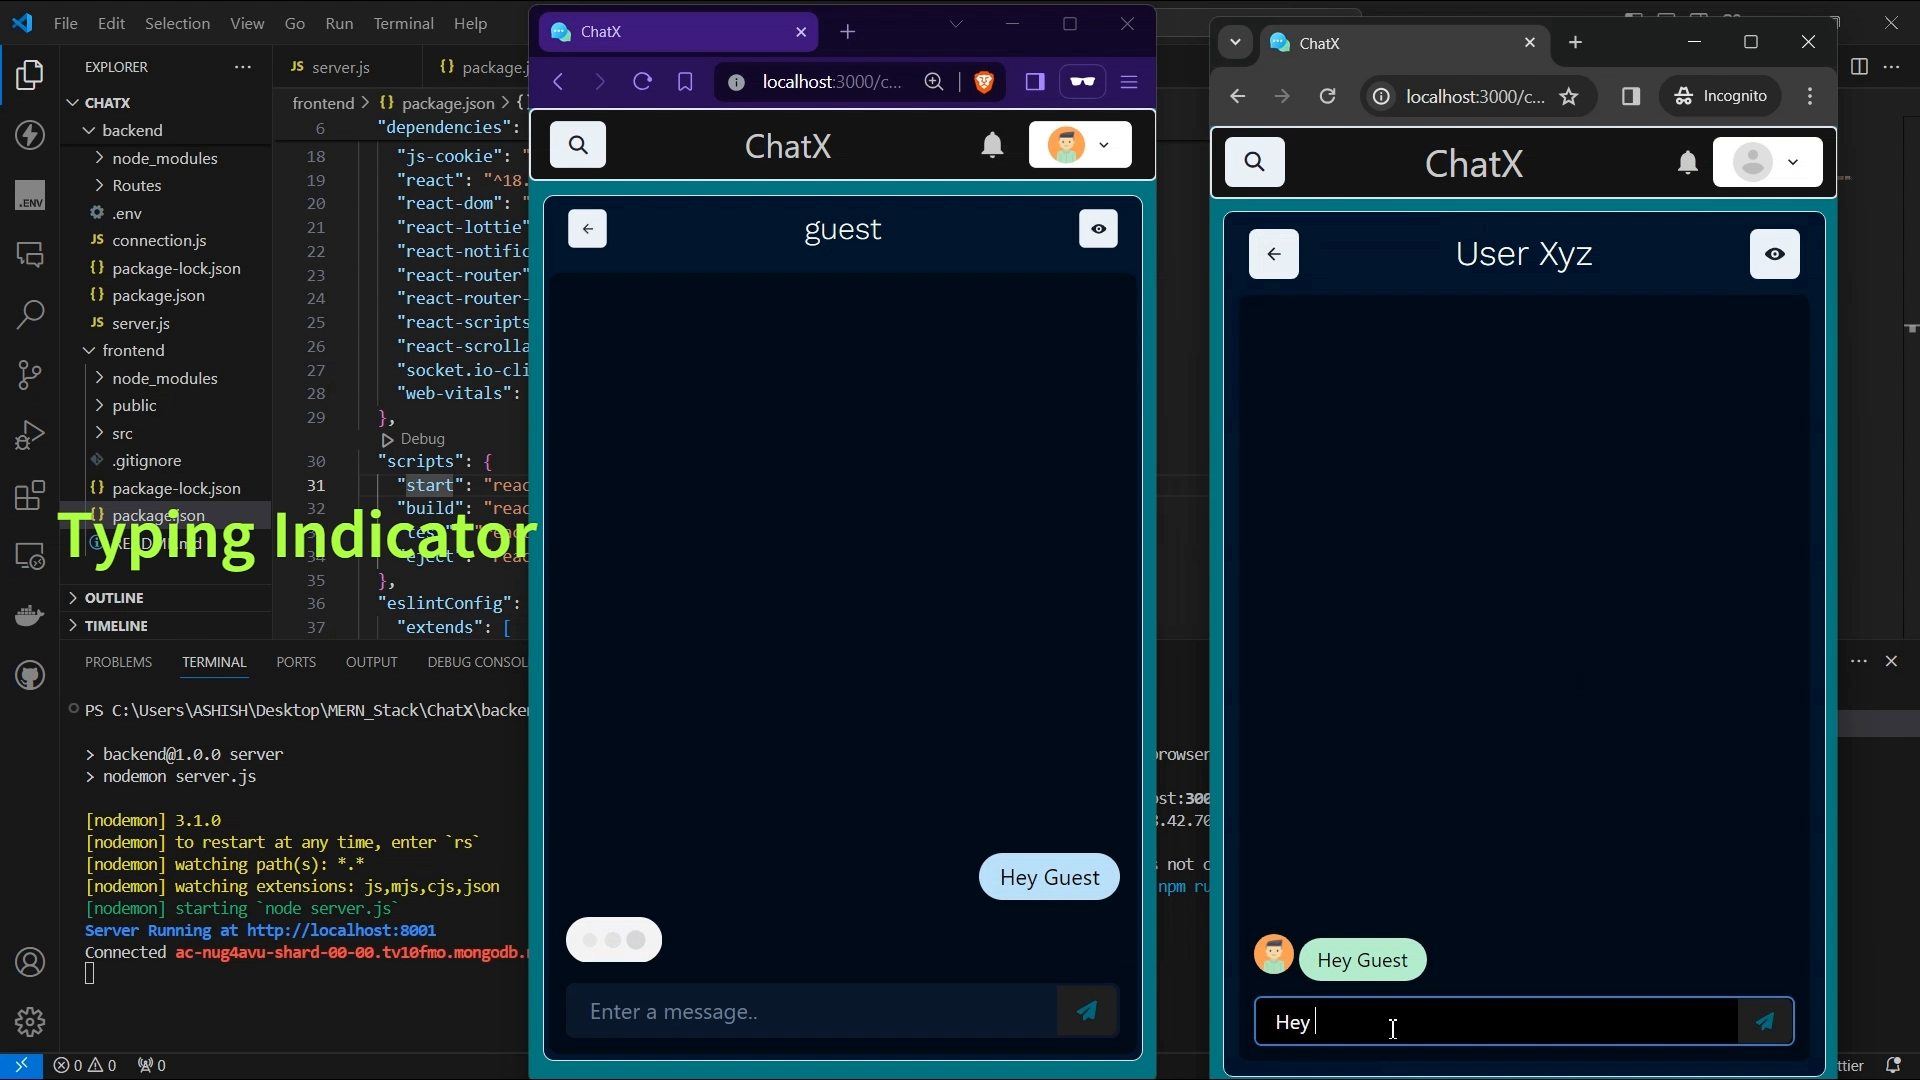 File Edit Selection View Go Run Terminal Help
EXPLORER
CHATX
backend
node_modules
Routes
.env
connection.js
package-lock.json
package.json
server.js
frontend
node_modules
public
src
.gitignore
package-lock.json
package.json
README.md
OUTLINE
TIMELINE
.ENV
JS server.js
{} package.j
frontend > {} package.json > {
6 "dependencies":
18 "js-cookie": "
19 "react": "^18.
20 "react-dom": "
21 "react-lottie"
22 "react-notific
23 "react-router"
24 "react-router-
25 "react-scripts
26 "react-scrolla
27 "socket.io-cli
28 "web-vitals":
29 },
Debug
30 "scripts": {
31 "start": "reac
32 "build": "reac
34 "eject": "reac
35 },
36 "eslintConfig":
37 "extends": [
Typing Indicator
PROBLEMS TERMINAL PORTS OUTPUT DEBUG CONSOL
PS C:\Users\ASHISH\Desktop\MERN_Stack\ChatX\backen
> backend@1.0.0 server
> nodemon server.js
[nodemon] 3.1.0
[nodemon] to restart at any time, enter `rs`
[nodemon] watching path(s): *.*
[nodemon] watching extensions: js,mjs,cjs,json
[nodemon] starting `node server.js`
Server Running at http://localhost:8001
Connected ac-nug4avu-shard-00-00.tv10fmo.mongodb.
0 0 0
ChatX
localhost:3000/c...
ChatX
guest
Hey Guest
Enter a message..
rowser
st:300
.42.70
not c
npm ru
ChatX
localhost:3000/c... Incognito
ChatX
User Xyz
Hey Guest
Hey
ttier